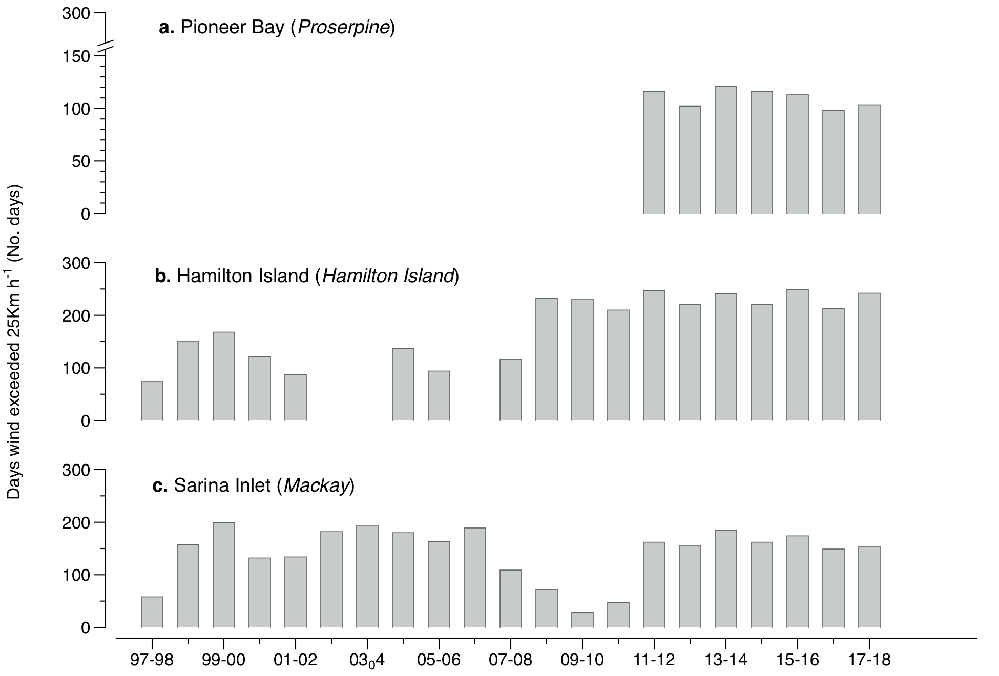 Days wind exceeded 25Km h-1 (No. days)
a. Pioneer Bay (Proserpine)
300
150
100
50
0
b. Hamilton Island (Hamilton Island)
300
200
100
0
c. Sarina Inlet (Mackay)
300
200
100
0
97-98 99-00 01-02 0304 05-06 07-08 09-10 11-12 13-14 15-16 17-18